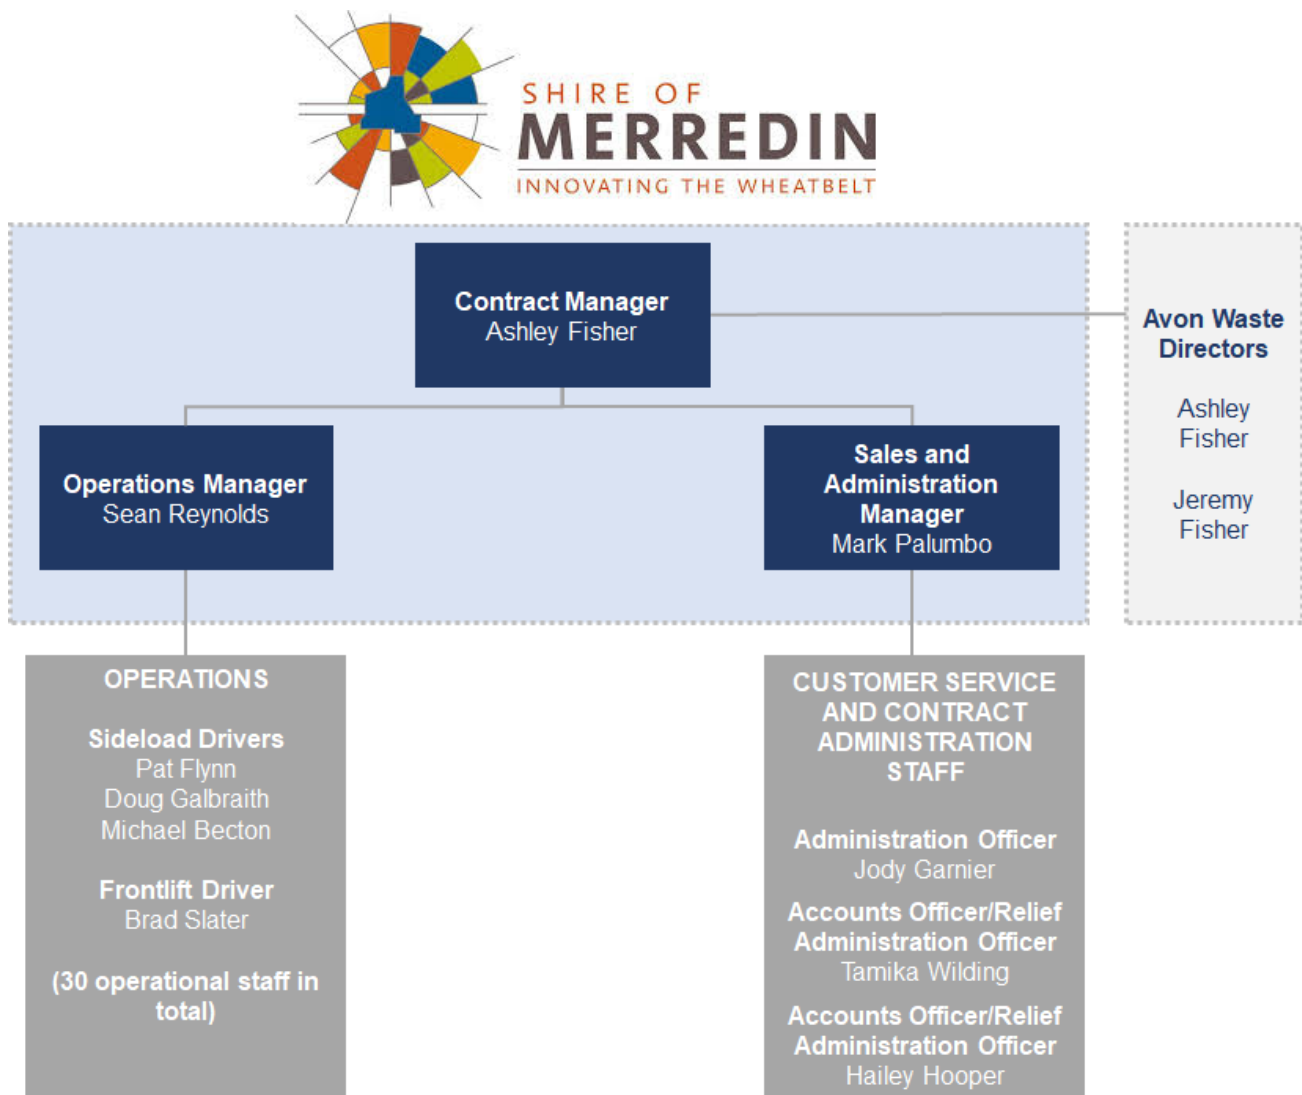 SHIRE OF
MERREDIN
INNOVATING THE WHEATBELT
Contract Manager
Ashley Fisher
Avon Waste
Directors
Ashley
Fisher
Jeremy
Fisher
Operations Manager
Sean Reynolds
Sales and
Administration
Manager
Mark Palumbo
OPERATIONS
Sideload Drivers
Pat Flynn
Doug Galbraith
Michael Becton
Frontlift Driver
Brad Slater
(30 operational staff in
total)
CUSTOMER SERVICE
AND CONTRACT
ADMINISTRATION
STAFF
Administration Officer
Jody Garnier
Accounts Officer/Relief
Administration Officer
Tamika Wilding
Accounts Officer/Relief
Administration Officer
Hailey Hooper